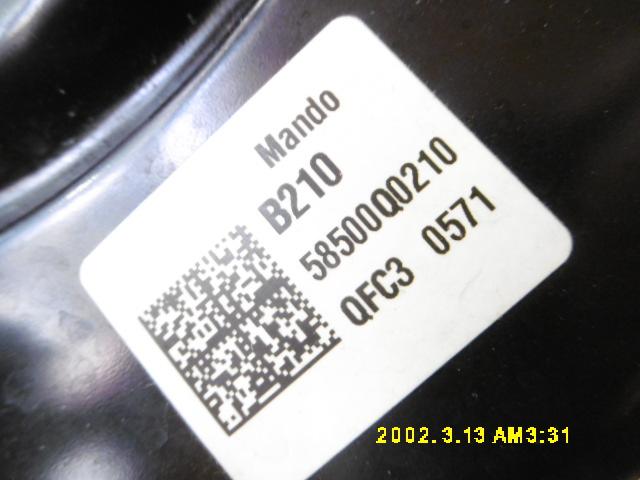 Mando
B210
58500Q0210
QFC3 0571
2002. 3.13 AM3:31